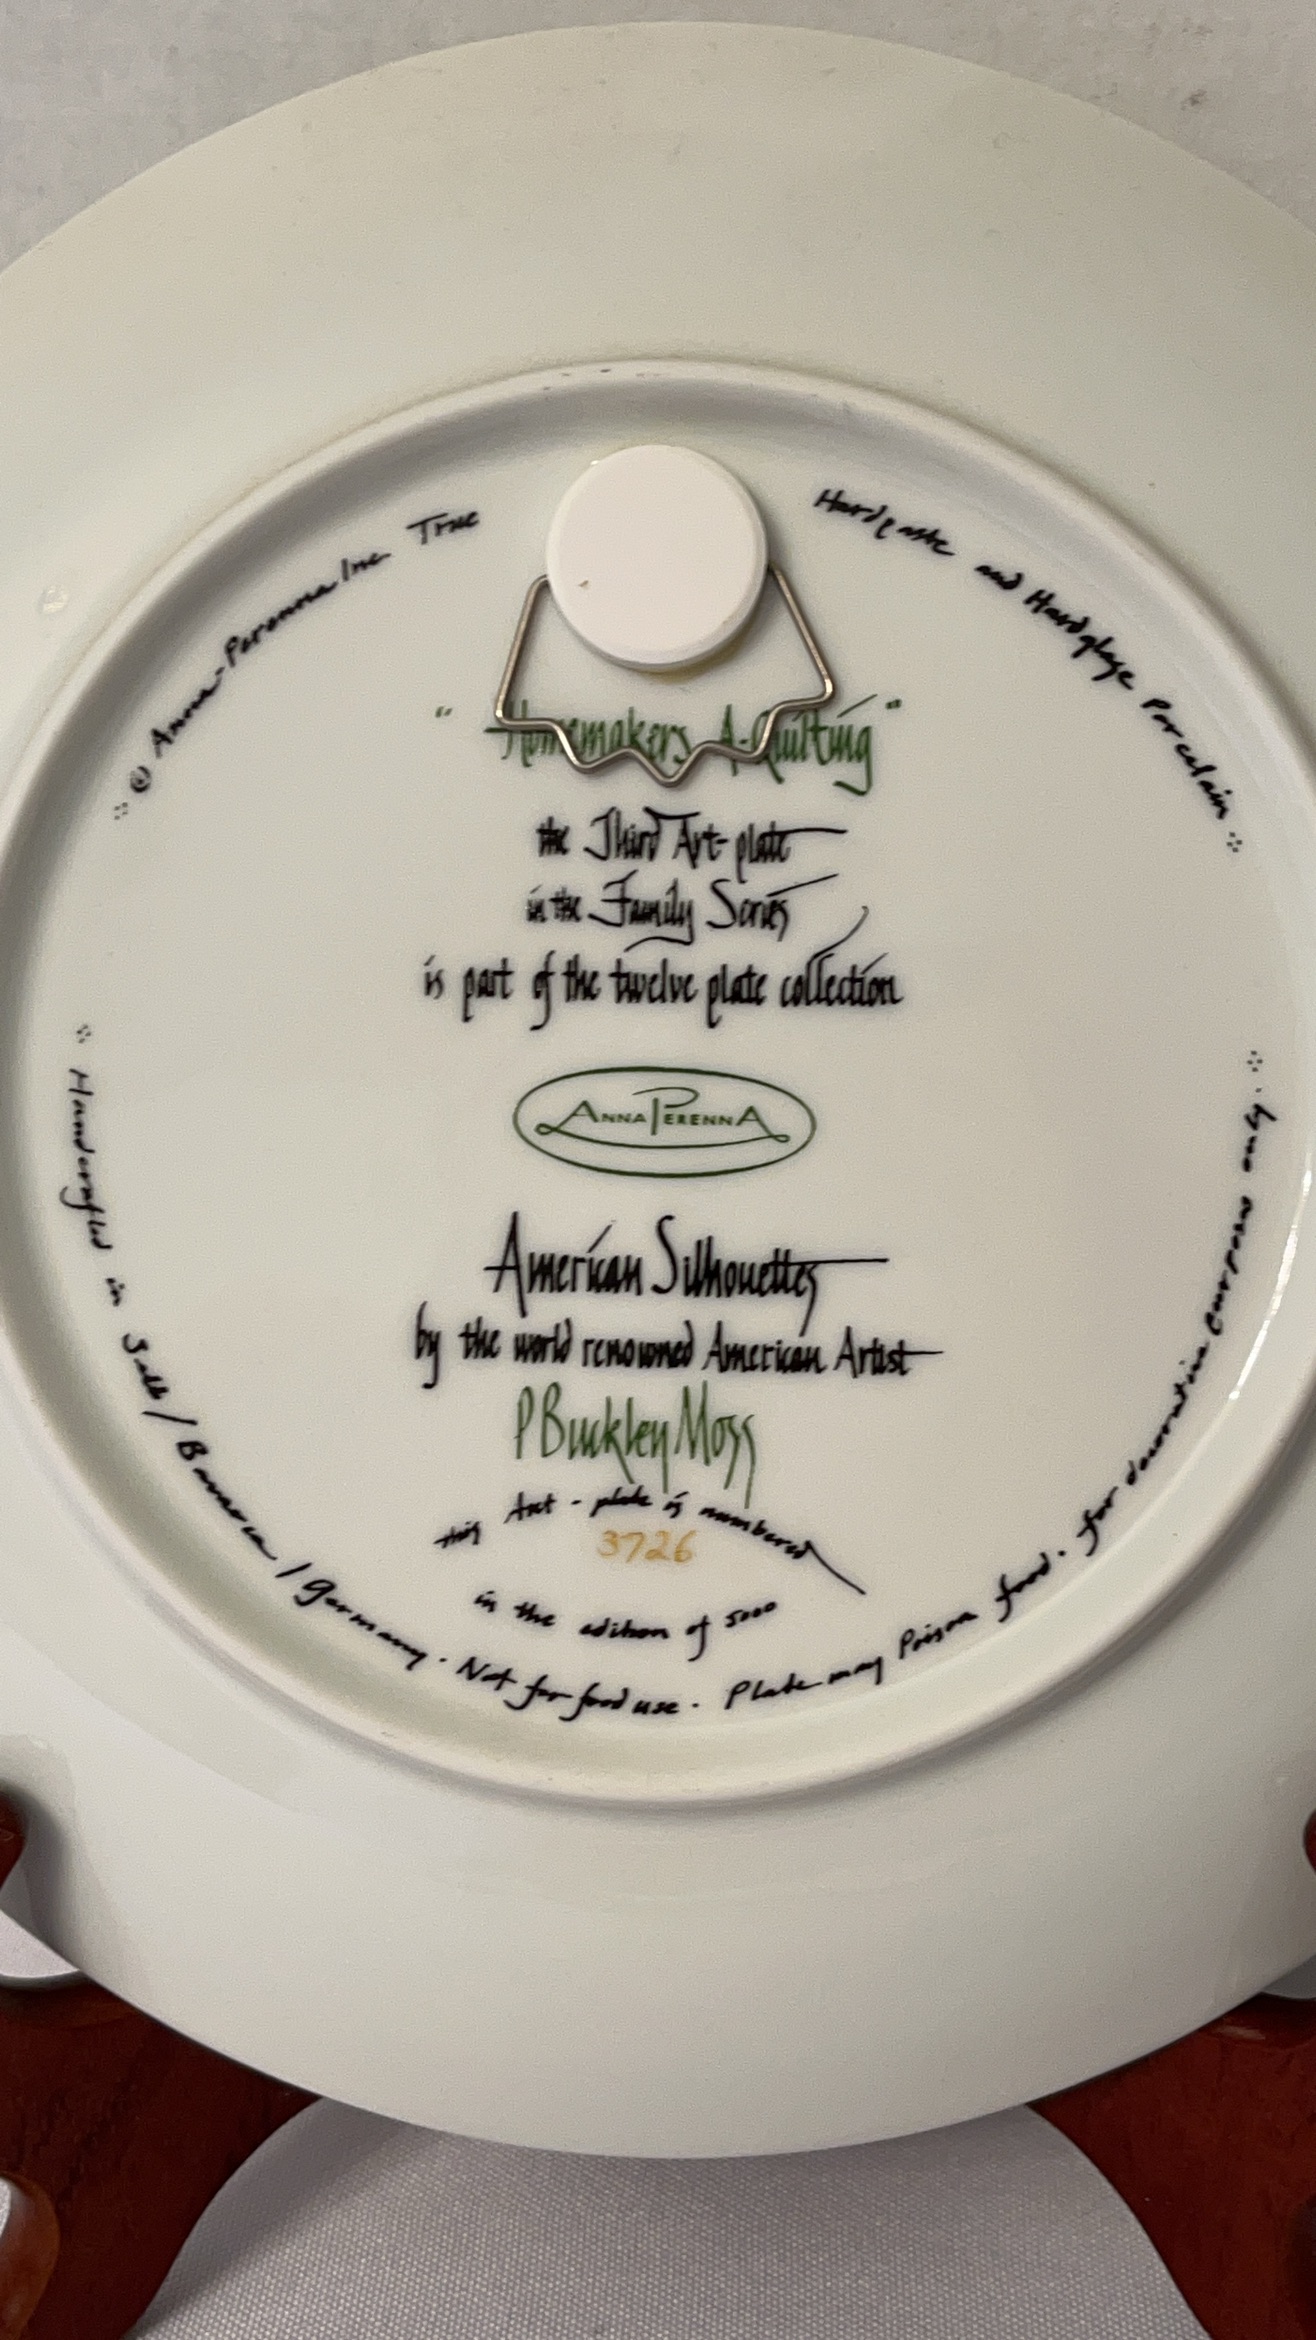 © Anna-Perenna Inc. True Hardpaste and Hardglaze Porcelain
"Homemakers A-Quilting"
the Third Art-plate
in the Family Series
is part of the twelve plate collection
ANNA PERENNA
American Silhouettes
by the world renowned American Artist
P Buckley Moss
this Art-plate is numbered
3726
in the edition of 5000
Handcrafted in Selb/Bavaria/Germany. Not for food use. Plate may Poison food. For decorative purposes only.